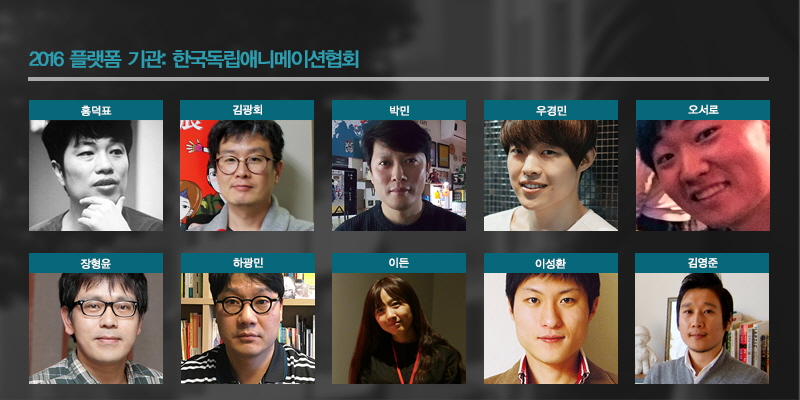 2016 플랫폼 기관: 한국독립애니메이션협회
홍덕표
김광회
박민
우경민
오서로
장형윤
하광민
이든
이성환
김영준